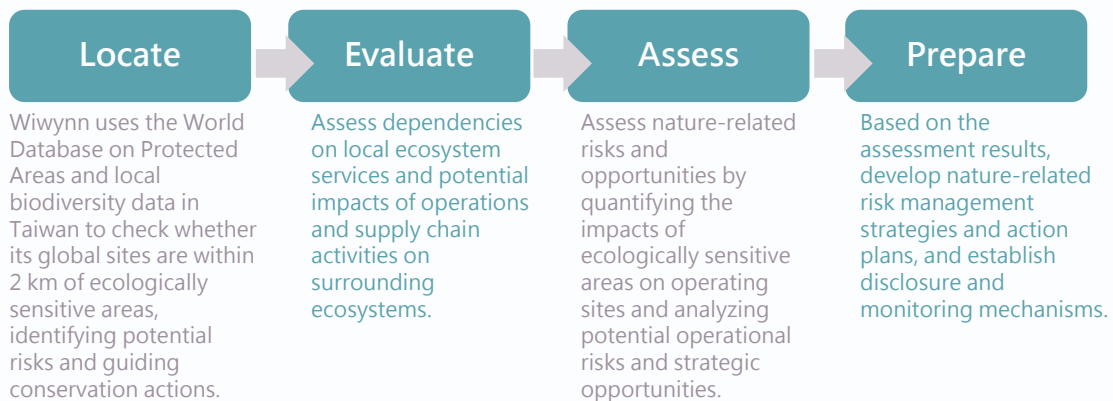 Locate
Wiwynn uses the World
Database on Protected
Areas and local
biodiversity data in
Taiwan to check whether
its global sites are within
2 km of ecologically
sensitive areas,
identifying potential
risks and guiding
conservation actions.
Evaluate
Assess dependencies
on local ecosystem
services and potential
impacts of operations
and supply chain
activities on
surrounding
ecosystems.
Assess
Assess nature-related
risks and
opportunities by
quantifying the
impacts of
ecologically sensitive
areas on operating
sites and analyzing
potential operational
risks and strategic
opportunities.
Prepare
Based on the
assessment results,
develop nature-related
risk management
strategies and action
plans, and establish
disclosure and
monitoring mechanisms.